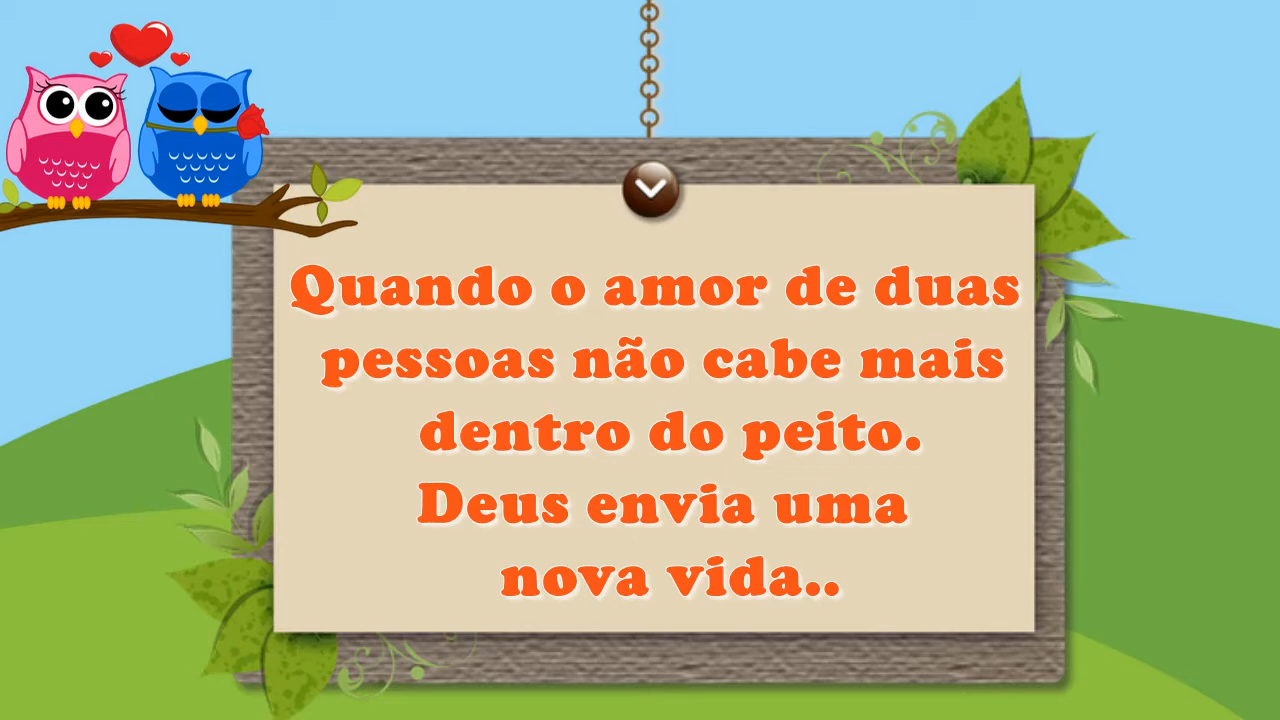 Quando o amor de duas
pessoas não cabe mais
dentro do peito.
Deus envia uma
nova vida..